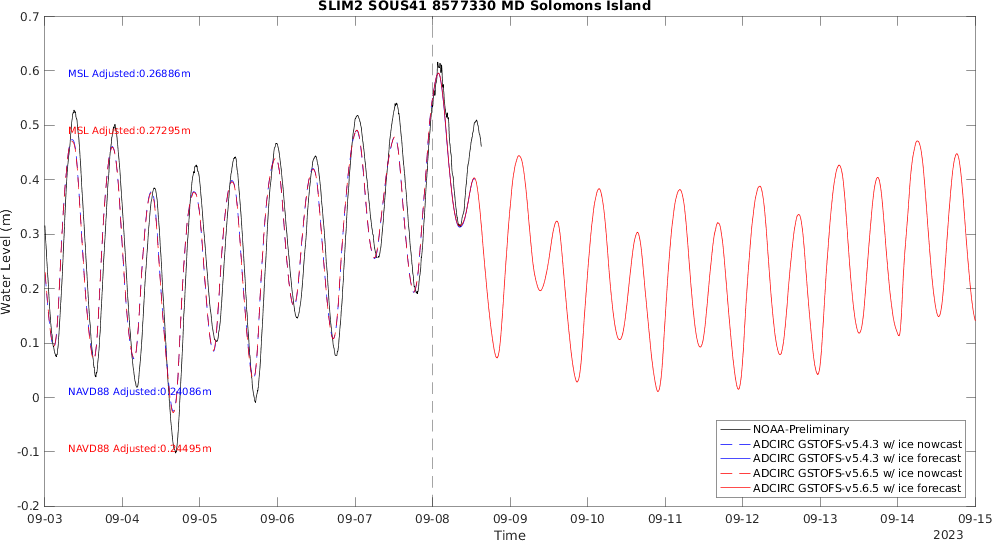 SLIM2 SOUS41 8577330 MD Solomons Island
0.7
0.6
0.5
0.4
0.3
0.2
0.1
0
-0.1
-0.2
Water Level (m)
MSL Adjusted:0.26886m
MSL Adjusted:0.27295m
NAVD88 Adjusted:0.24086m
NAVD88 Adjusted:0.24495m
NOAA-Preliminary
ADCIRC GSTOFS-v5.4.3 w/ ice nowcast
ADCIRC GSTOFS-v5.4.3 w/ ice forecast
ADCIRC GSTOFS-v5.6.5 w/ ice nowcast
ADCIRC GSTOFS-v5.6.5 w/ ice forecast
09-03 09-04 09-05 09-06 09-07 09-08 09-09 09-10 09-11 09-12 09-13 09-14 09-15
Time
2023